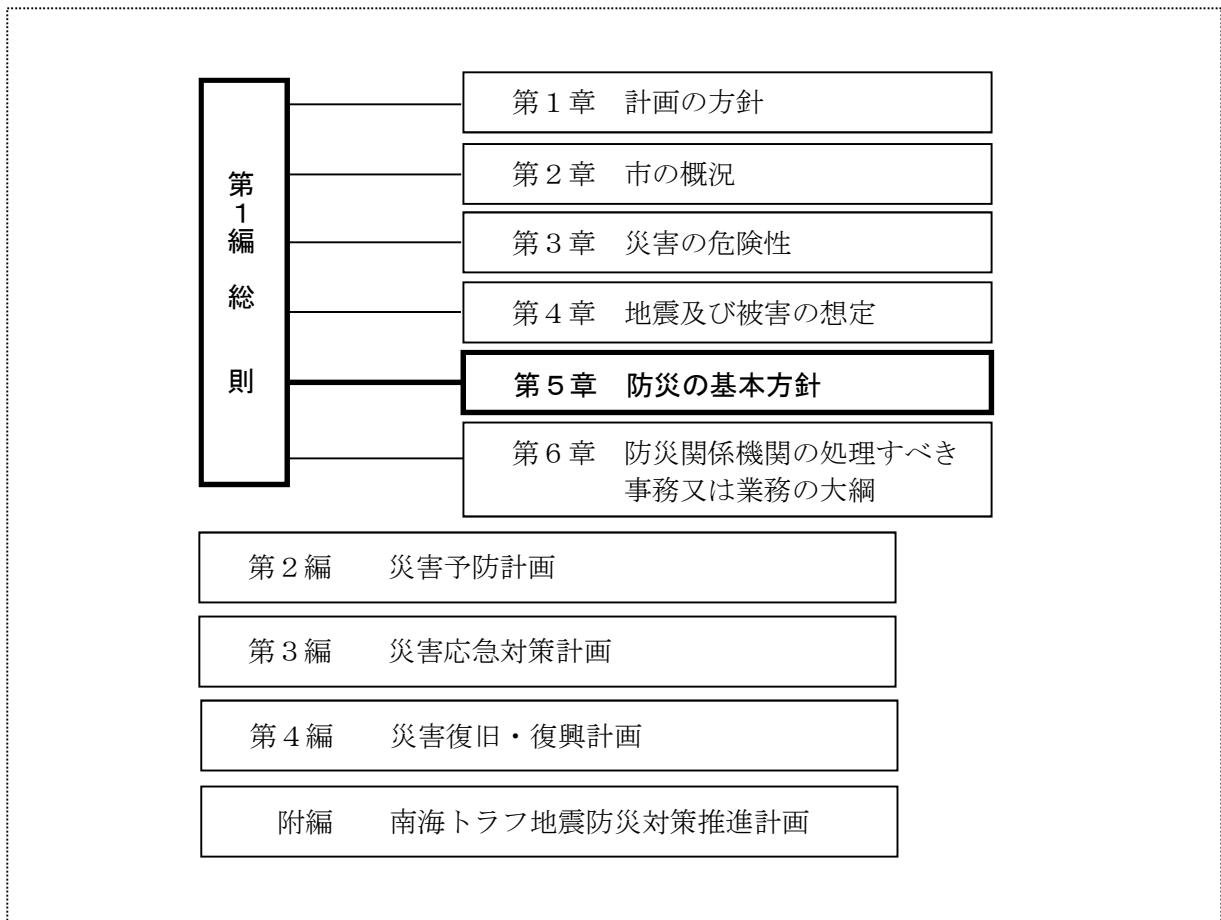 第１編 総 則
第１章　計画の方針
第２章　市の概況
第３章　災害の危険性
第４章　地震及び被害の想定
第５章　防災の基本方針
第６章　防災関係機関の処理すべき
事務又は業務の大綱
第２編　　災害予防計画
第３編　　災害応急対策計画
第４編　　災害復旧・復興計画
附編　　南海トラフ地震防災対策推進計画